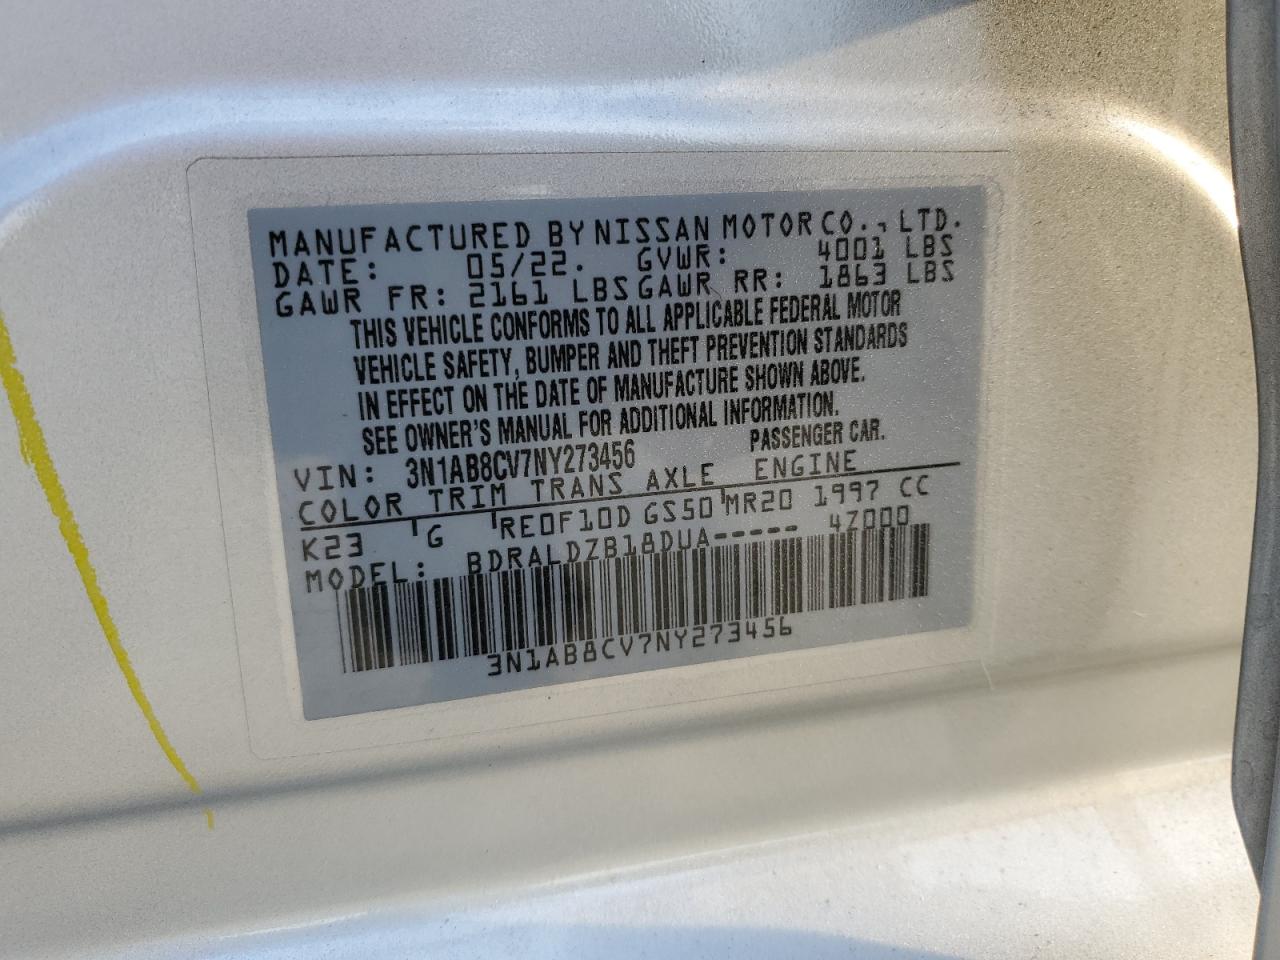 MANUFACTURED BY NISSAN MOTOR CO., LTD.
DATE: 05/22. GVWR: 4001 LBS
GAWR FR: 2161 LBS GAWR RR: 1863 LBS
THIS VEHICLE CONFORMS TO ALL APPLICABLE FEDERAL MOTOR
VEHICLE SAFETY, BUMPER AND THEFT PREVENTION STANDARDS
IN EFFECT ON THE DATE OF MANUFACTURE SHOWN ABOVE.
SEE OWNER'S MANUAL FOR ADDITIONAL INFORMATION.
VIN: 3N1AB8CV7NY273456 PASSENGER CAR.
COLOR TRIM TRANS AXLE ENGINE
K23 G RE0F10D GS50 MR20 1997 CC
MODEL: BDRALDZB18DUA----- 4Z000
3N1AB8CV7NY273456